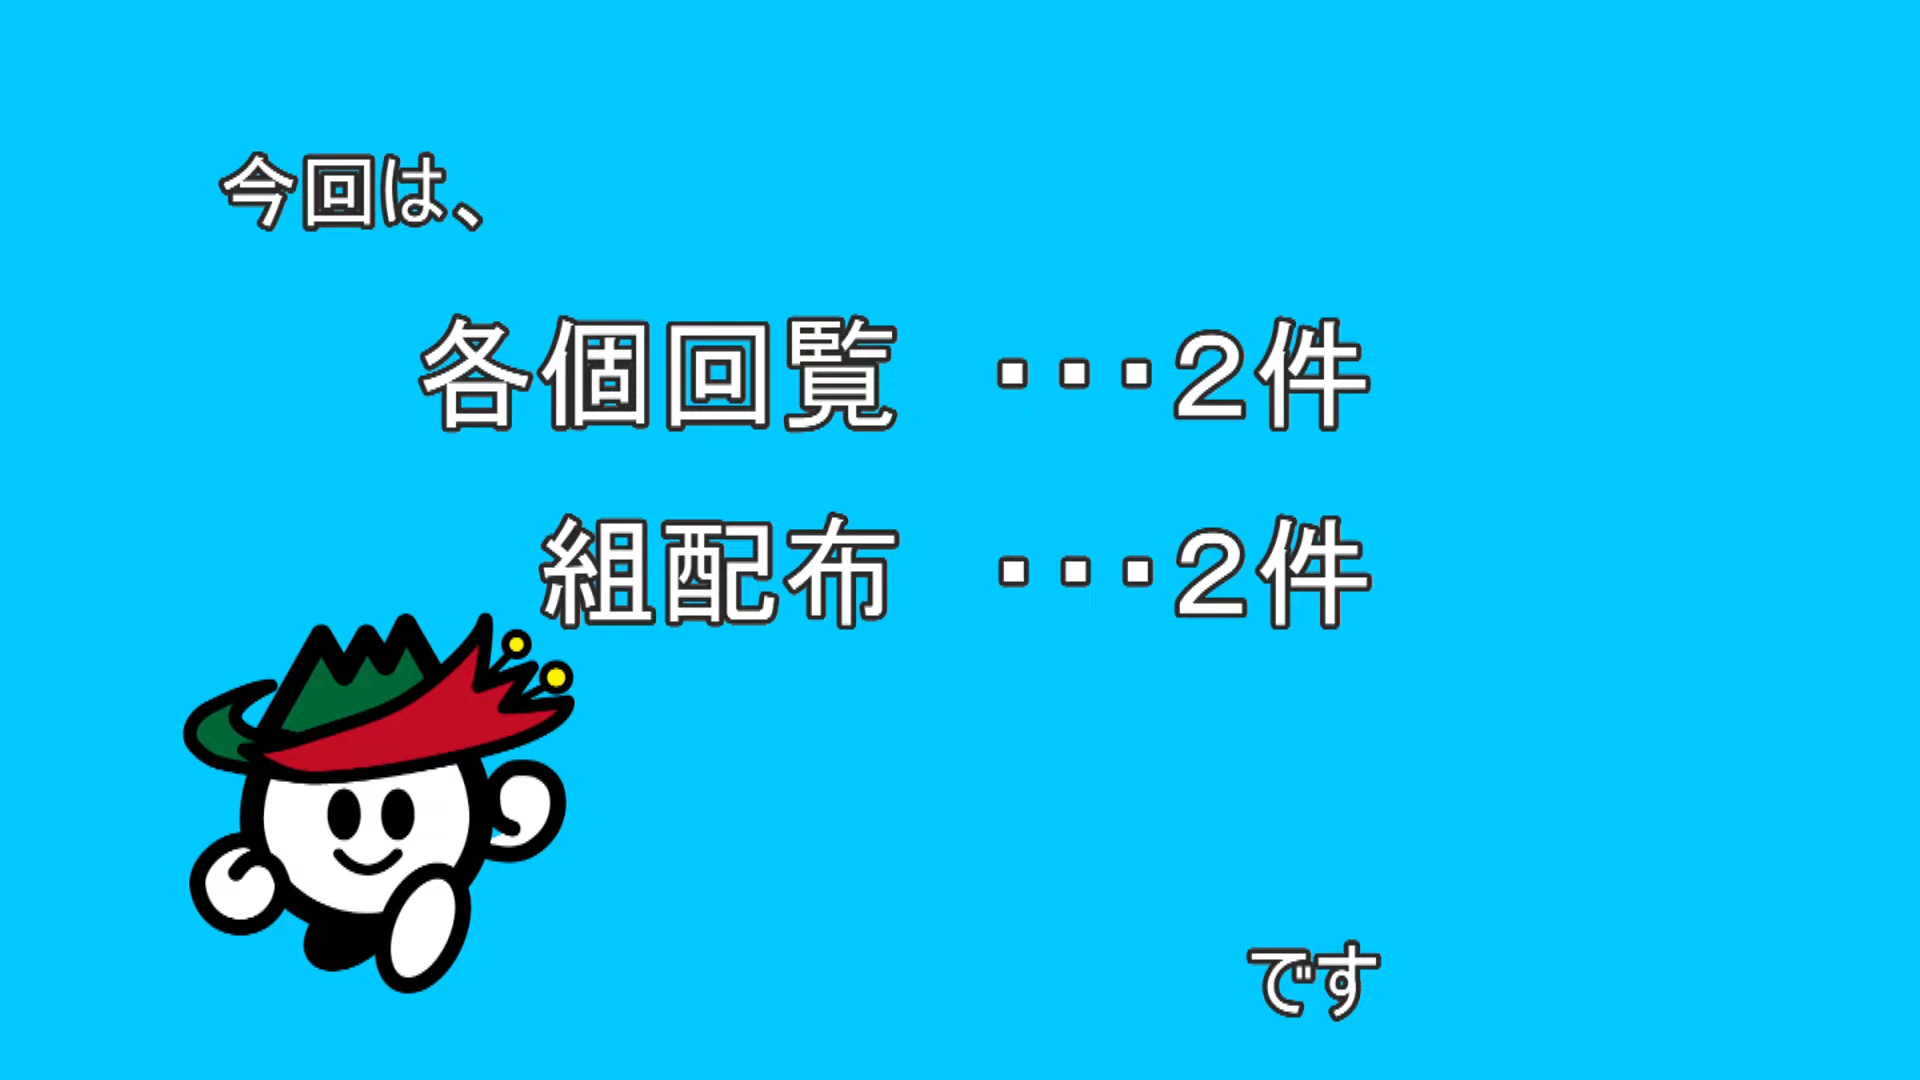 今回は、
各個回覧　・・・２件
組配布　・・・２件
です